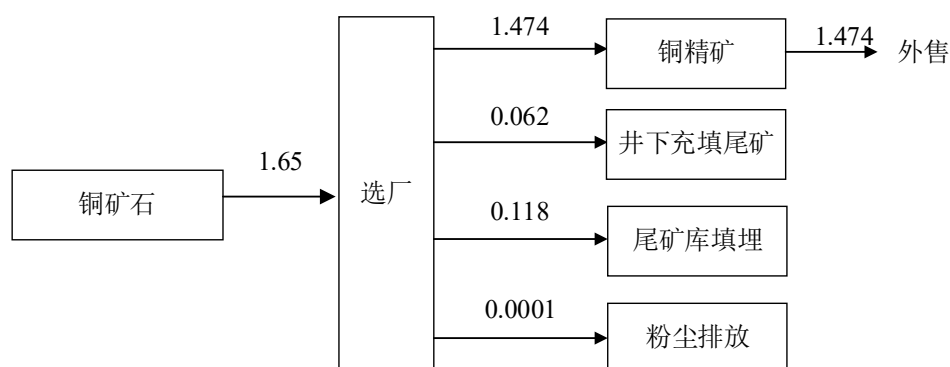 1.474
铜精矿
1.474
外售
0.062
井下充填尾矿
1.65
铜矿石
选厂
0.118
尾矿库填埋
0.0001
粉尘排放